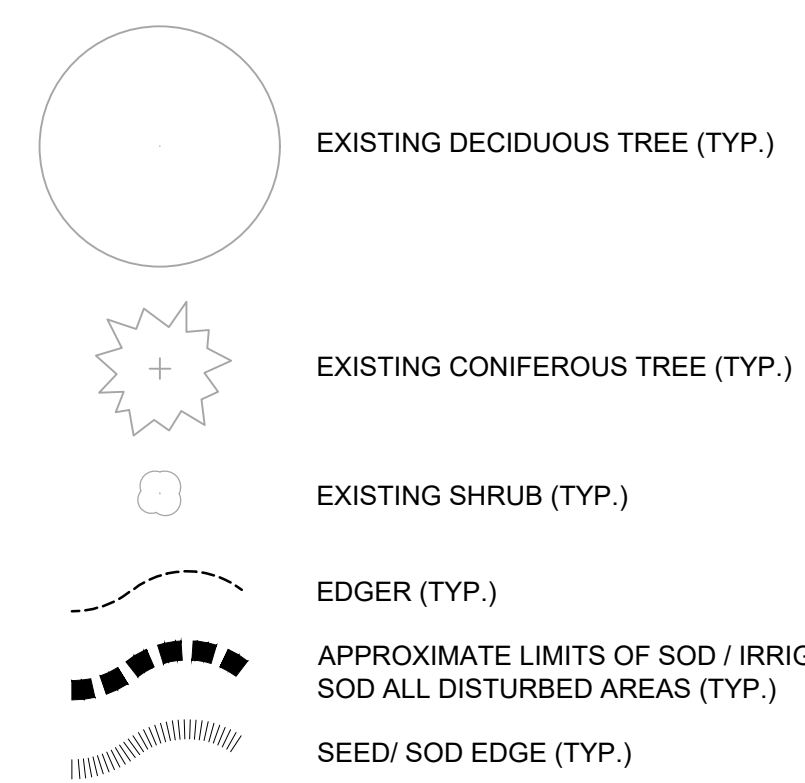 EXISTING DECIDUOUS TREE (TYP.)
EXISTING CONIFEROUS TREE (TYP.)
EXISTING SHRUB (TYP.)
EDGER (TYP.)
APPROXIMATE LIMITS OF SOD /
SOD ALL DISTURBED AREAS (TYP.)
SEED/ SOD EDGE (TYP.)